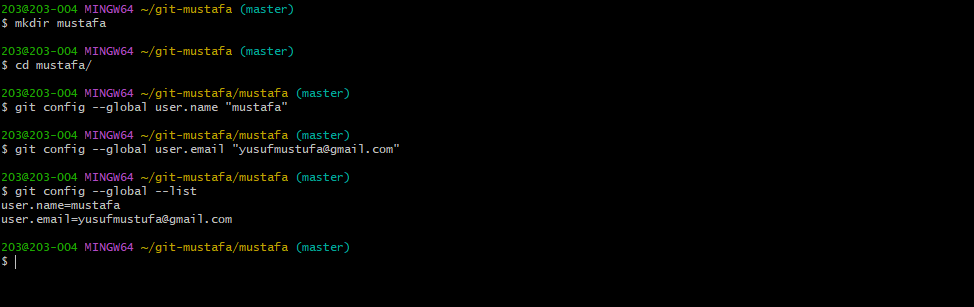 203@203-004 MINGW64 ~/git-mustafa (master)
$ mkdir mustafa
203@203-004 MINGW64 ~/git-mustafa (master)
$ cd mustafa/
203@203-004 MINGW64 ~/git-mustafa/mustafa (master)
$ git config --global user.name "mustafa"
203@203-004 MINGW64 ~/git-mustafa/mustafa (master)
$ git config --global user.email "yusufmustufa@gmail.com"
203@203-004 MINGW64 ~/git-mustafa/mustafa (master)
$ git config --global --list
user.name=mustafa
user.email=yusufmustufa@gmail.com
203@203-004 MINGW64 ~/git-mustafa/mustafa (master)
$